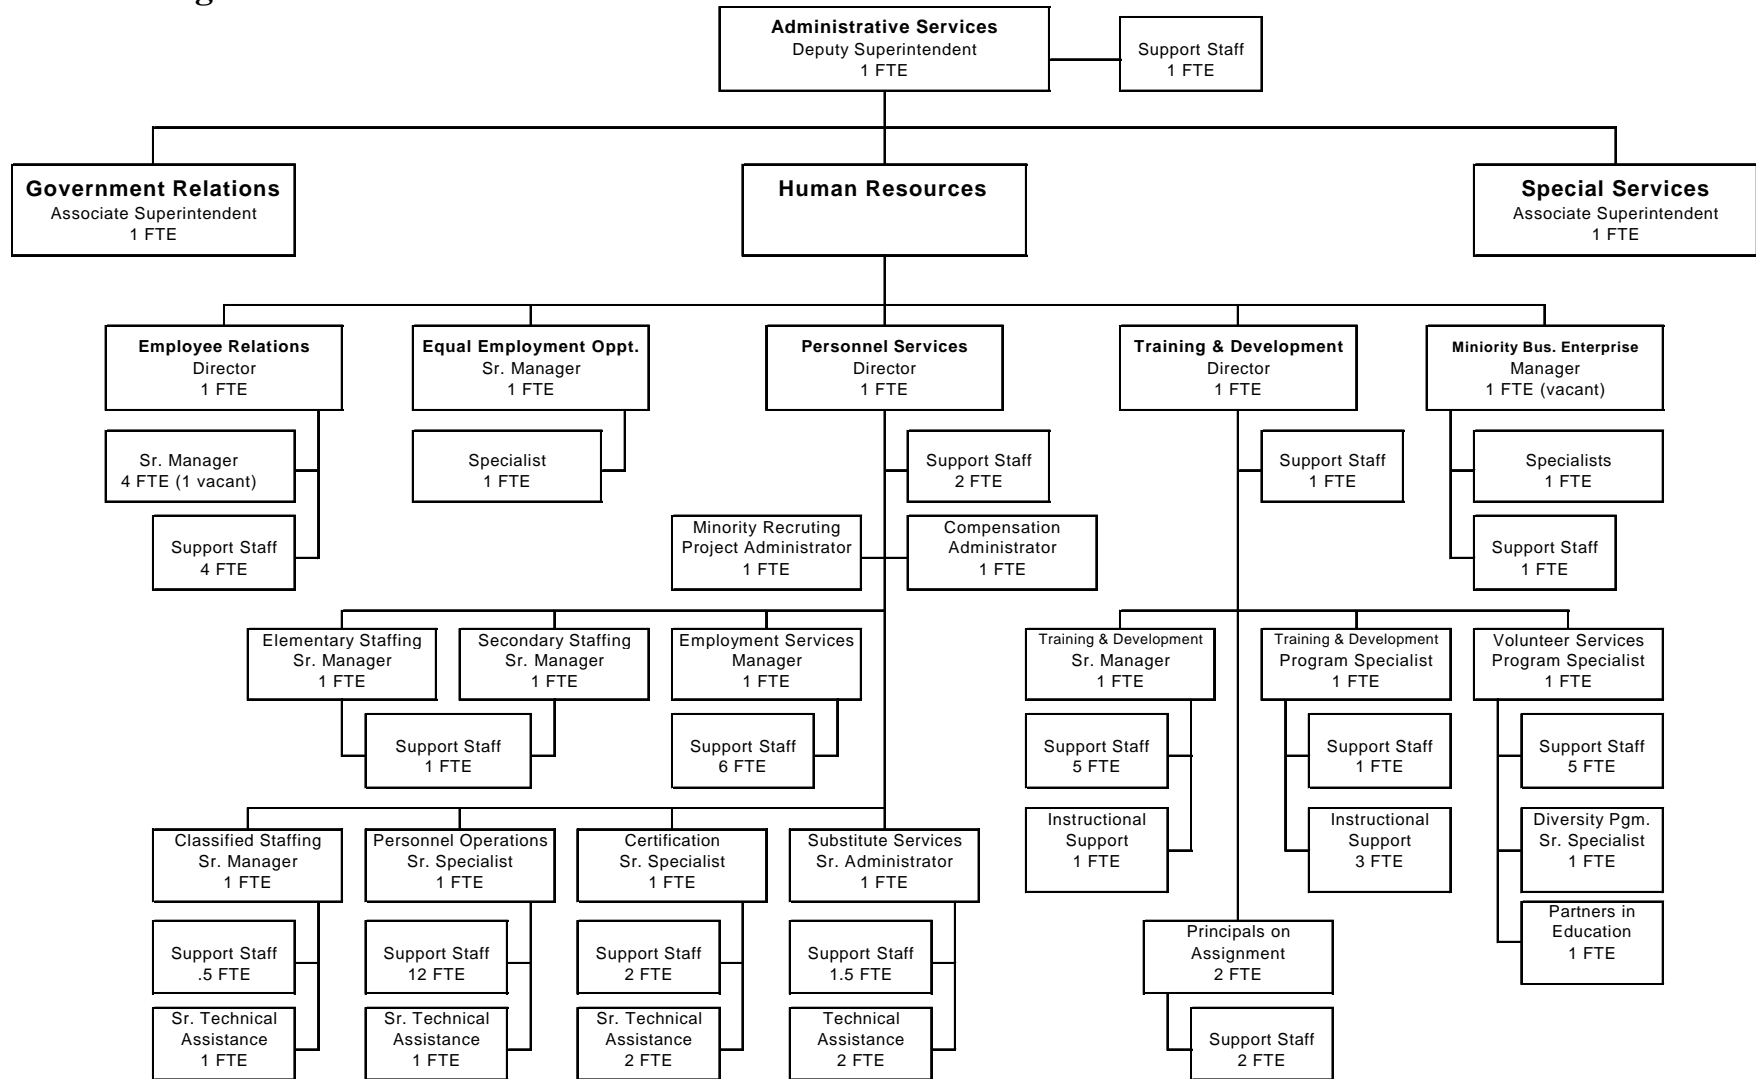 Administrative Services
Deputy Superintendent
1 FTE
Support Staff
1 FTE
Government Relations
Associate Superintendent
1 FTE
Human Resources
Special Services
Associate Superintendent
1 FTE
Employee Relations
Director
1 FTE
Equal Employment Oppt.
Sr. Manager
1 FTE
Personnel Services
Director
1 FTE
Training & Development
Director
1 FTE
Miniority Bus. Enterprise
Manager
1 FTE (vacant)
Sr. Manager
4 FTE (1 vacant)
Specialist
1 FTE
Support Staff
2 FTE
Support Staff
1 FTE
Specialists
1 FTE
Support Staff
4 FTE
Minority Recruting
Project Administrator
1 FTE
Compensation
Administrator
1 FTE
Support Staff
1 FTE
Elementary Staffing
Sr. Manager
1 FTE
Secondary Staffing
Sr. Manager
1 FTE
Employment Services
Manager
1 FTE
Training & Development
Sr. Manager
1 FTE
Training & Development
Program Specialist
1 FTE
Volunteer Services
Program Specialist
1 FTE
Support Staff
1 FTE
Support Staff
6 FTE
Support Staff
5 FTE
Support Staff
1 FTE
Support Staff
5 FTE
Instructional
Support
1 FTE
Instructional
Support
3 FTE
Diversity Pgm.
Sr. Specialist
1 FTE
Classified Staffing
Sr. Manager
1 FTE
Personnel Operations
Sr. Specialist
1 FTE
Certification
Sr. Specialist
1 FTE
Substitute Services
Sr. Administrator
1 FTE
Partners in
Education
1 FTE
Support Staff
.5 FTE
Support Staff
12 FTE
Support Staff
2 FTE
Support Staff
1.5 FTE
Principals on
Assignment
2 FTE
Sr. Technical
Assistance
1 FTE
Sr. Technical
Assistance
1 FTE
Sr. Technical
Assistance
2 FTE
Technical
Assistance
2 FTE
Support Staff
2 FTE